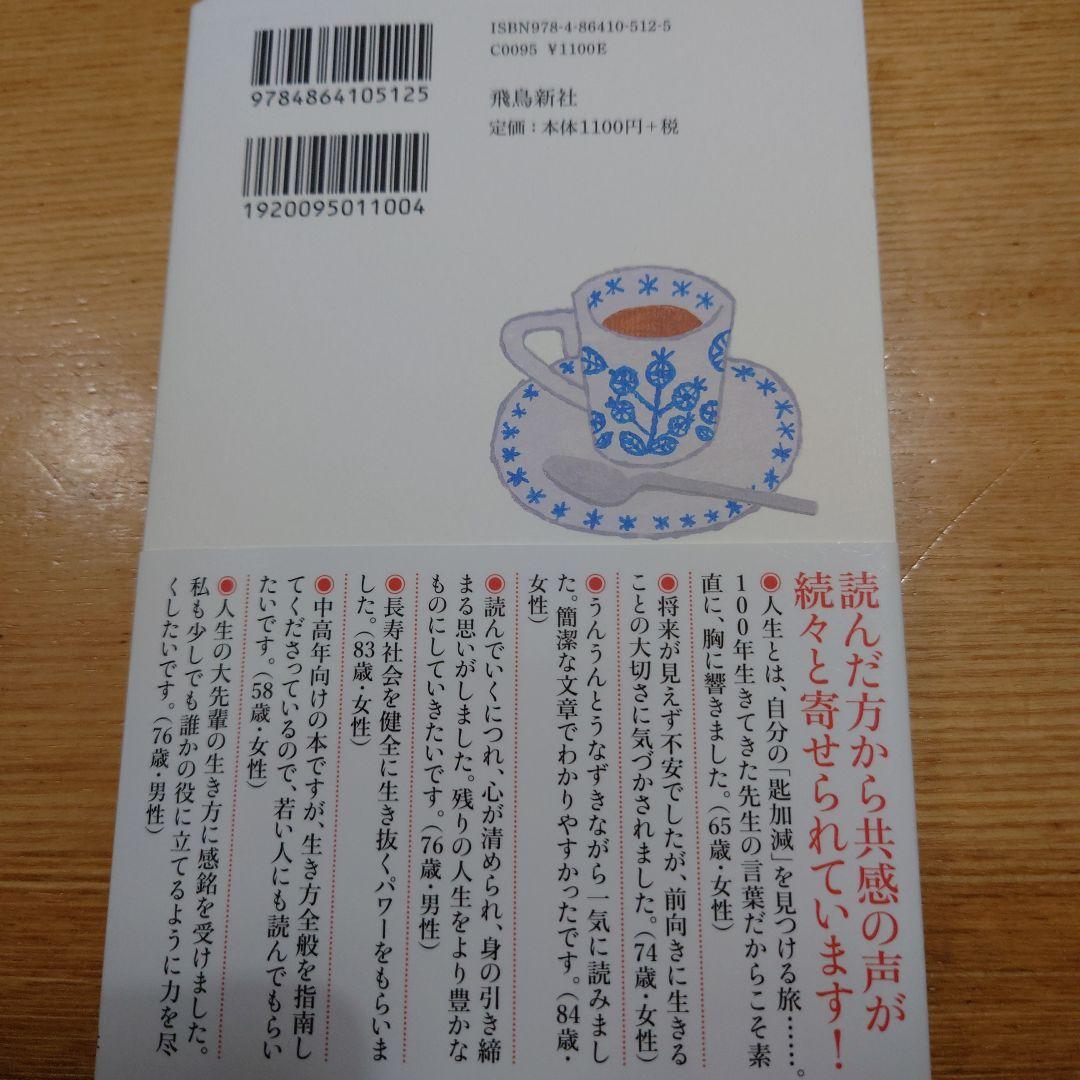 ISBN978-4-86410-512-5
C0095 ¥1100E
9784864105125
飛鳥新社
定価：本体1100円+税
1920095011004
読んだ方から共感の声が
続々と寄せられています！
◉人生とは、自分の「匙加減」を見つける旅……。
100年生きてきた先生の言葉だからこそ素
直に、胸に響きました。（65歳・女性）
◉将来が見えず不安でしたが、前向きに生きる
ことの大切さに気づかされました。（74歳・女性）
◉うんうんとうなずきながら一気に読みまし
た。簡潔な文章でわかりやすかったです。（84歳・
女性）
◉読んでいくにつれ、心が清められ、身の引き締
まる思いがしました。残りの人生をより豊かな
ものにしていきたいです。（76歳・男性）
◉長寿社会を健全に生き抜くパワーをもらいま
した。（83歳・女性）
◉中高年向けの本ですが、生き方全般を指南し
てくださっているので、若い人にも読んでもらい
たいです。（58歳・女性）
◉人生の大先輩の生き方に感銘を受けました。
私も少しでも誰かの役に立てるように力を尽
くしたいです。（76歳・男性）